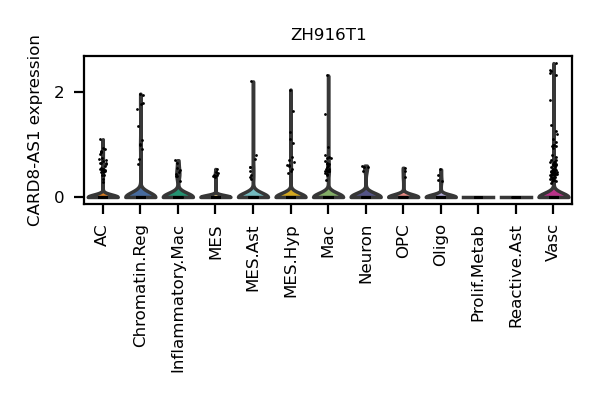 ZH916T1
CARD8-AS1 expression
2
0
AC
Chromatin.Reg
Inflammatory.Mac
MES
MES.Ast
MES.Hyp
Mac
Neuron
OPC
Oligo
Prolif.Metab
Reactive.Ast
Vasc